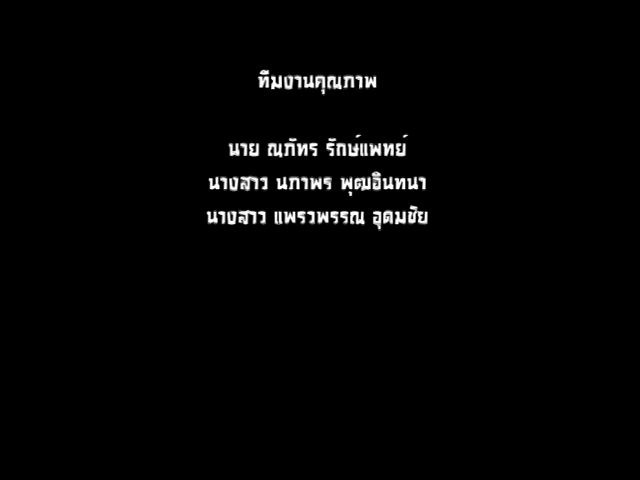 ทีมงานคุณภาพ
นาย ณภัทร รักษ์แพทย์
นางสาว นภาพร พุฒอินทนา
นางสาว แพรวพรรณ อุดมชัย